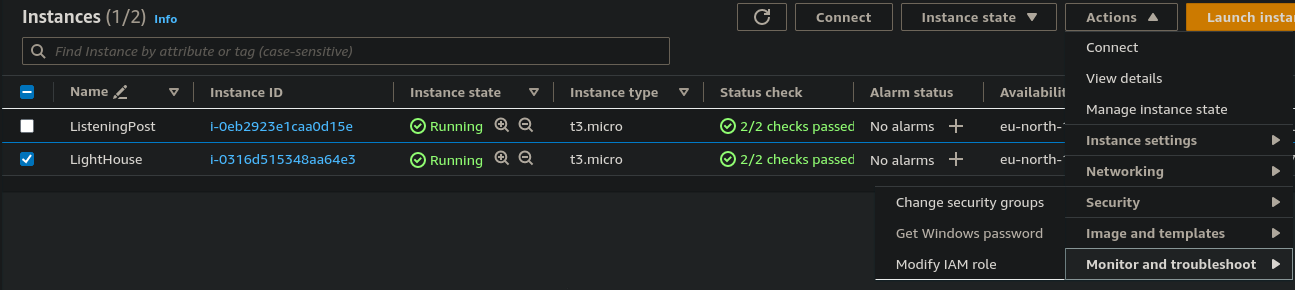 Instances (1/2) Info Connect Instance state Actions Launch instan
Find Instance by attribute or tag (case-sensitive) Connect
View details
Name Instance ID Instance state Instance type Status check Alarm status Availabilit
Manage instance state
ListeningPost i-0eb2923e1caa0d15e Running t3.micro 2/2 checks passed No alarms eu-north-
Instance settings
LightHouse i-0316d515348aa64e3 Running t3.micro 2/2 checks passed No alarms eu-north-
Networking
Change security groups Security
Get Windows password Image and templates
Modify IAM role Monitor and troubleshoot